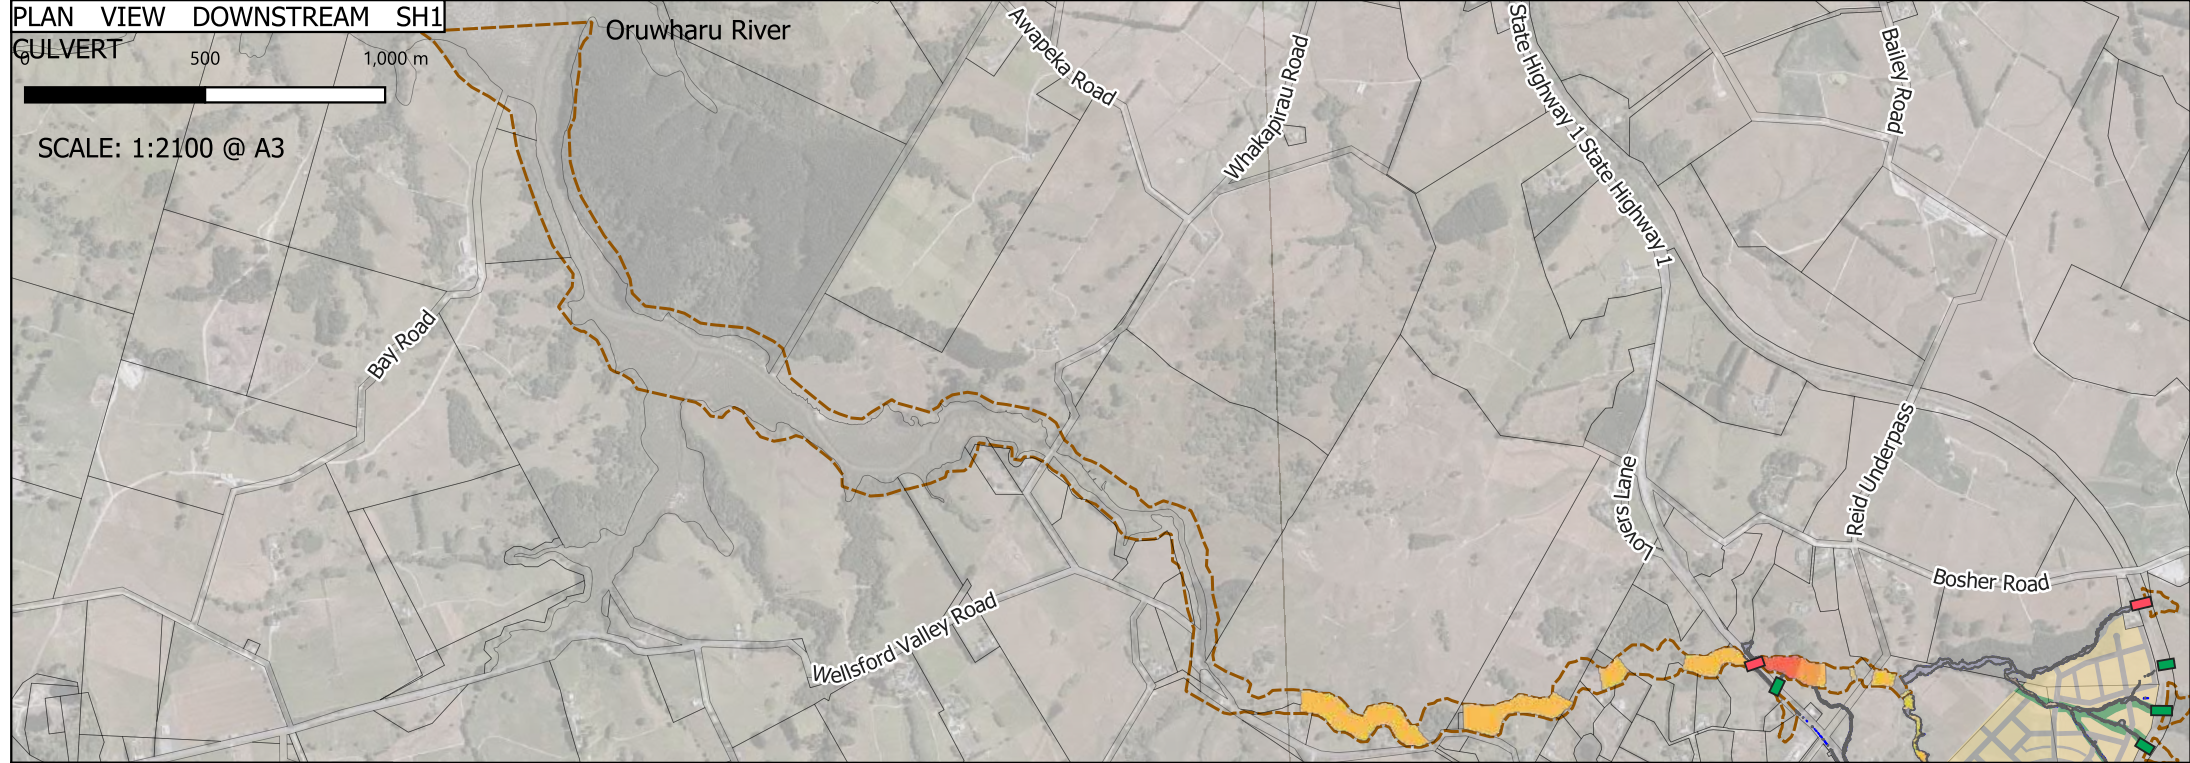 PLAN VIEW DOWNSTREAM SH1
CULVERT
0 500 1,000 m
SCALE: 1:2100 @ A3
Oruwharu River
Awapeka Road
Whakapirau Road
State Highway 1 State Highway 1
Bailey Road
Bay Road
Lovers Lane
Reid Underpass
Bosher Road
Wellsford Valley Road